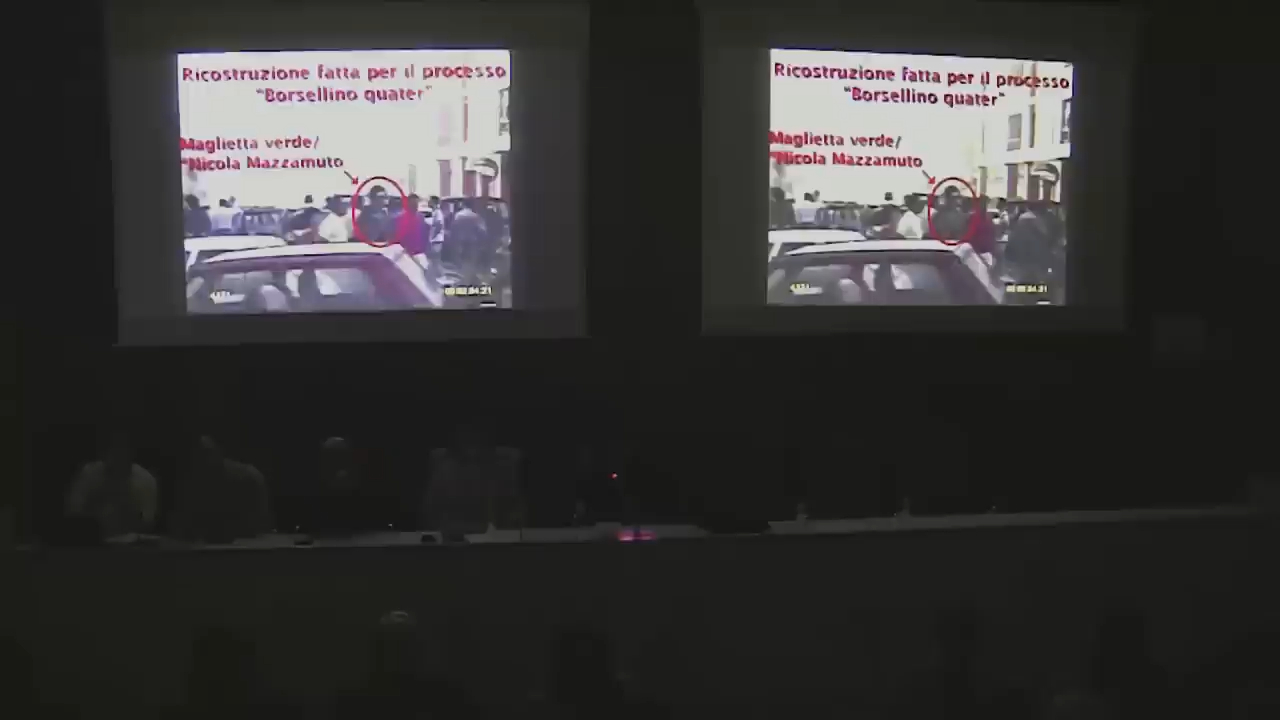 Ricostruzione fatta per il processo
"Borsellino quater"
Maglietta verde/
"Nicola Mazzamuto
Ricostruzione fatta per il processo
"Borsellino quater"
Maglietta verde/
"Nicola Mazzamuto